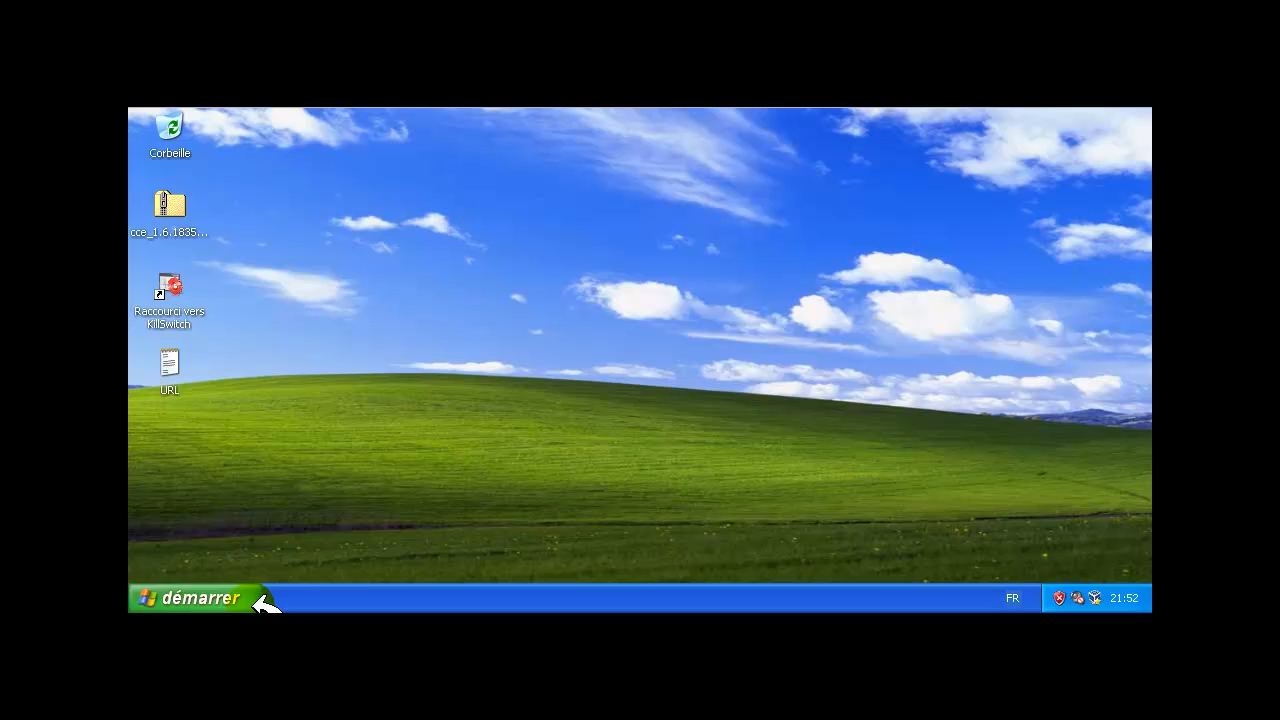 Corbeille
cce_1.6.1835...
Raccourci vers
KillSwitch
URL
démarrer
FR
21:52